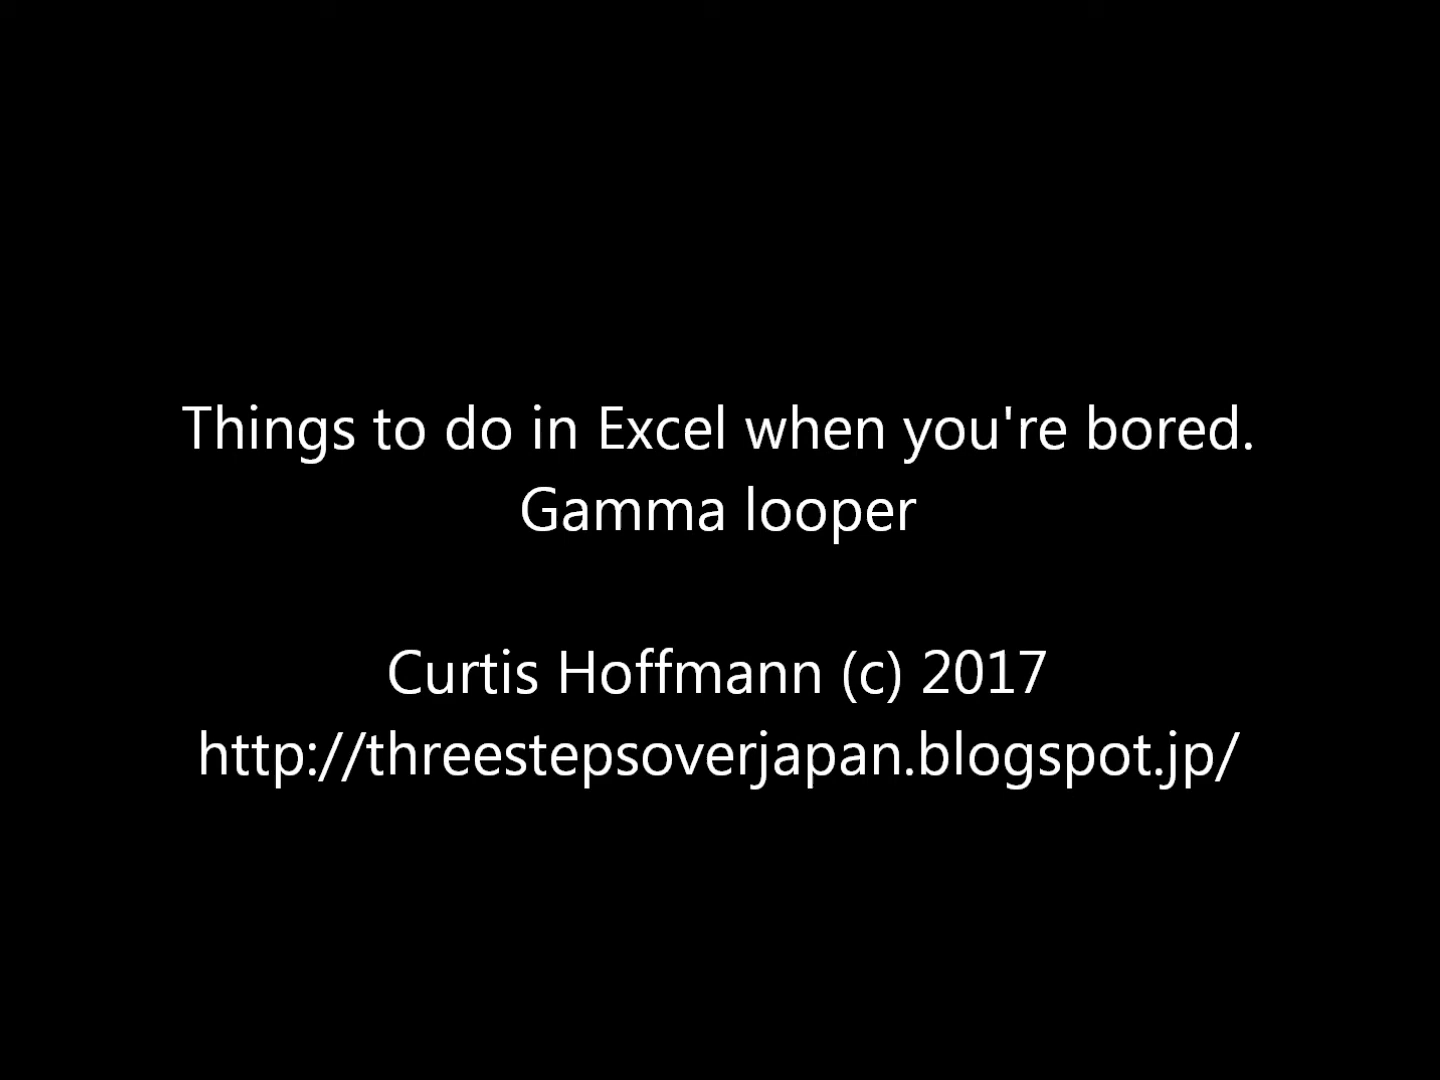 Things to do in Excel when you're bored.
Gamma looper
Curtis Hoffmann (c) 2017
http://threestepsoverjapan.blogspot.jp/